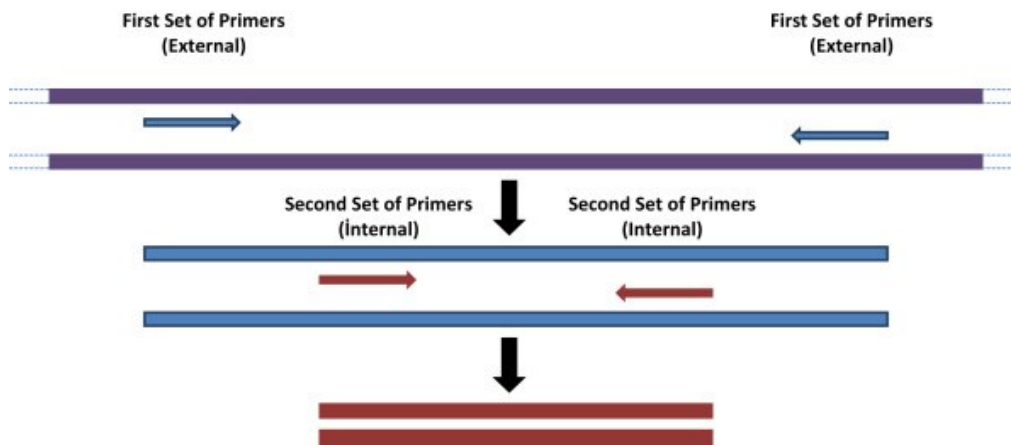 First Set of Primers
(External)
First Set of Primers
(External)
Second Set of Primers
(İnternal)
Second Set of Primers
(Internal)